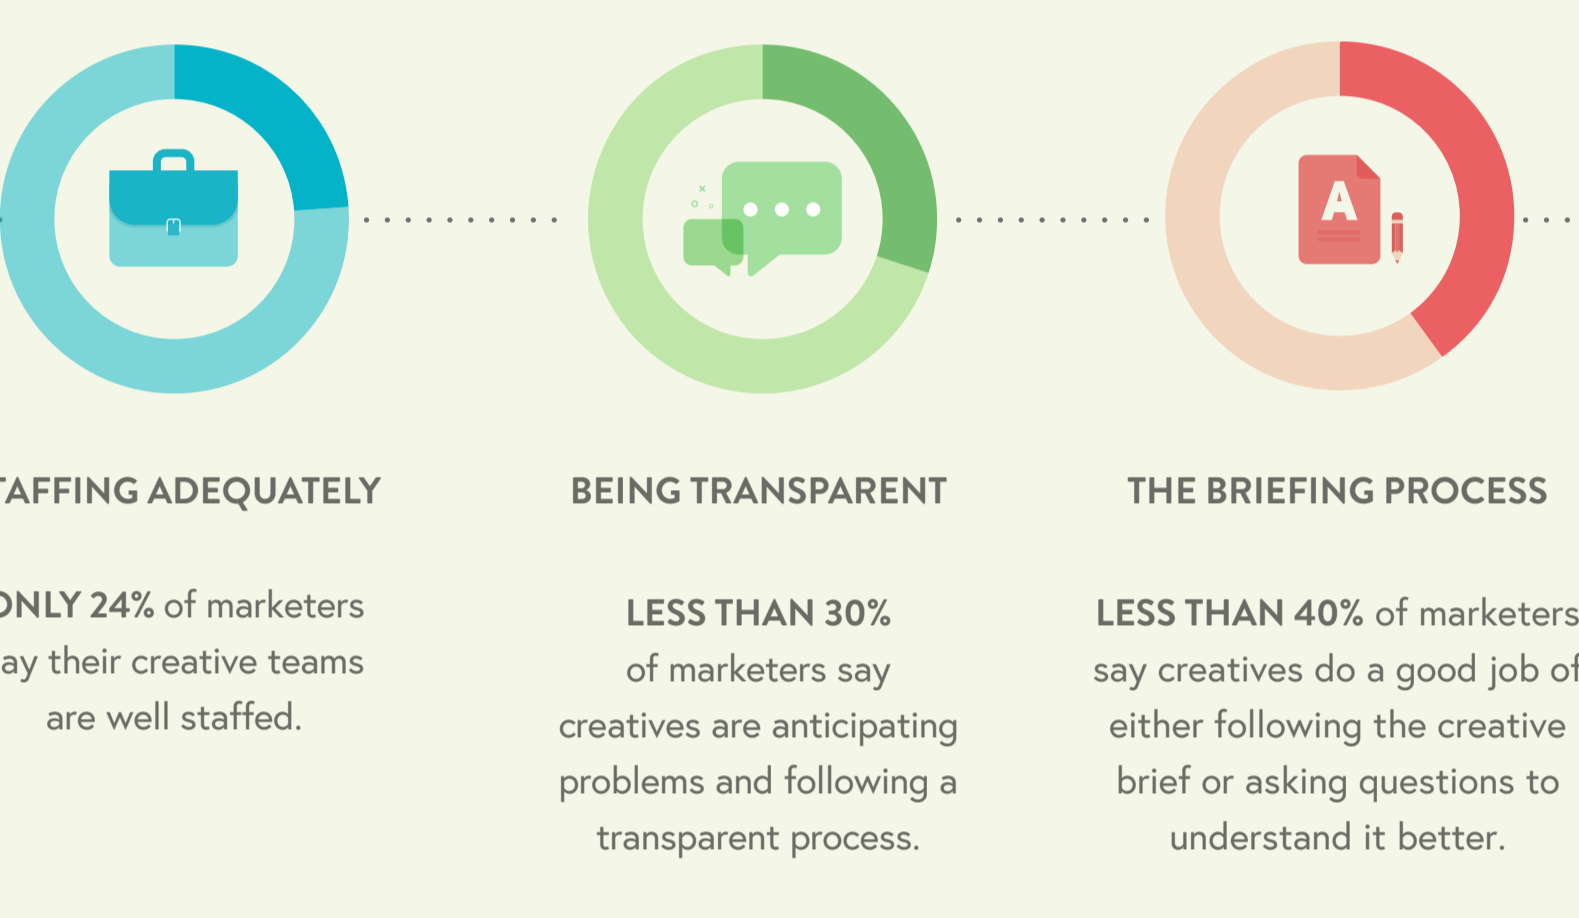 A
TAFFING ADEQUATELY
ONLY 24% of marketers
ay their creative teams
are well staffed.
BEING TRANSPARENT
LESS THAN 30%
of marketers say
creatives are anticipating
problems and following a
transparent process.
THE BRIEFING PROCESS
LESS THAN 40% of marketers
say creatives do a good job of
either following the creative
brief or asking questions to
understand it better.